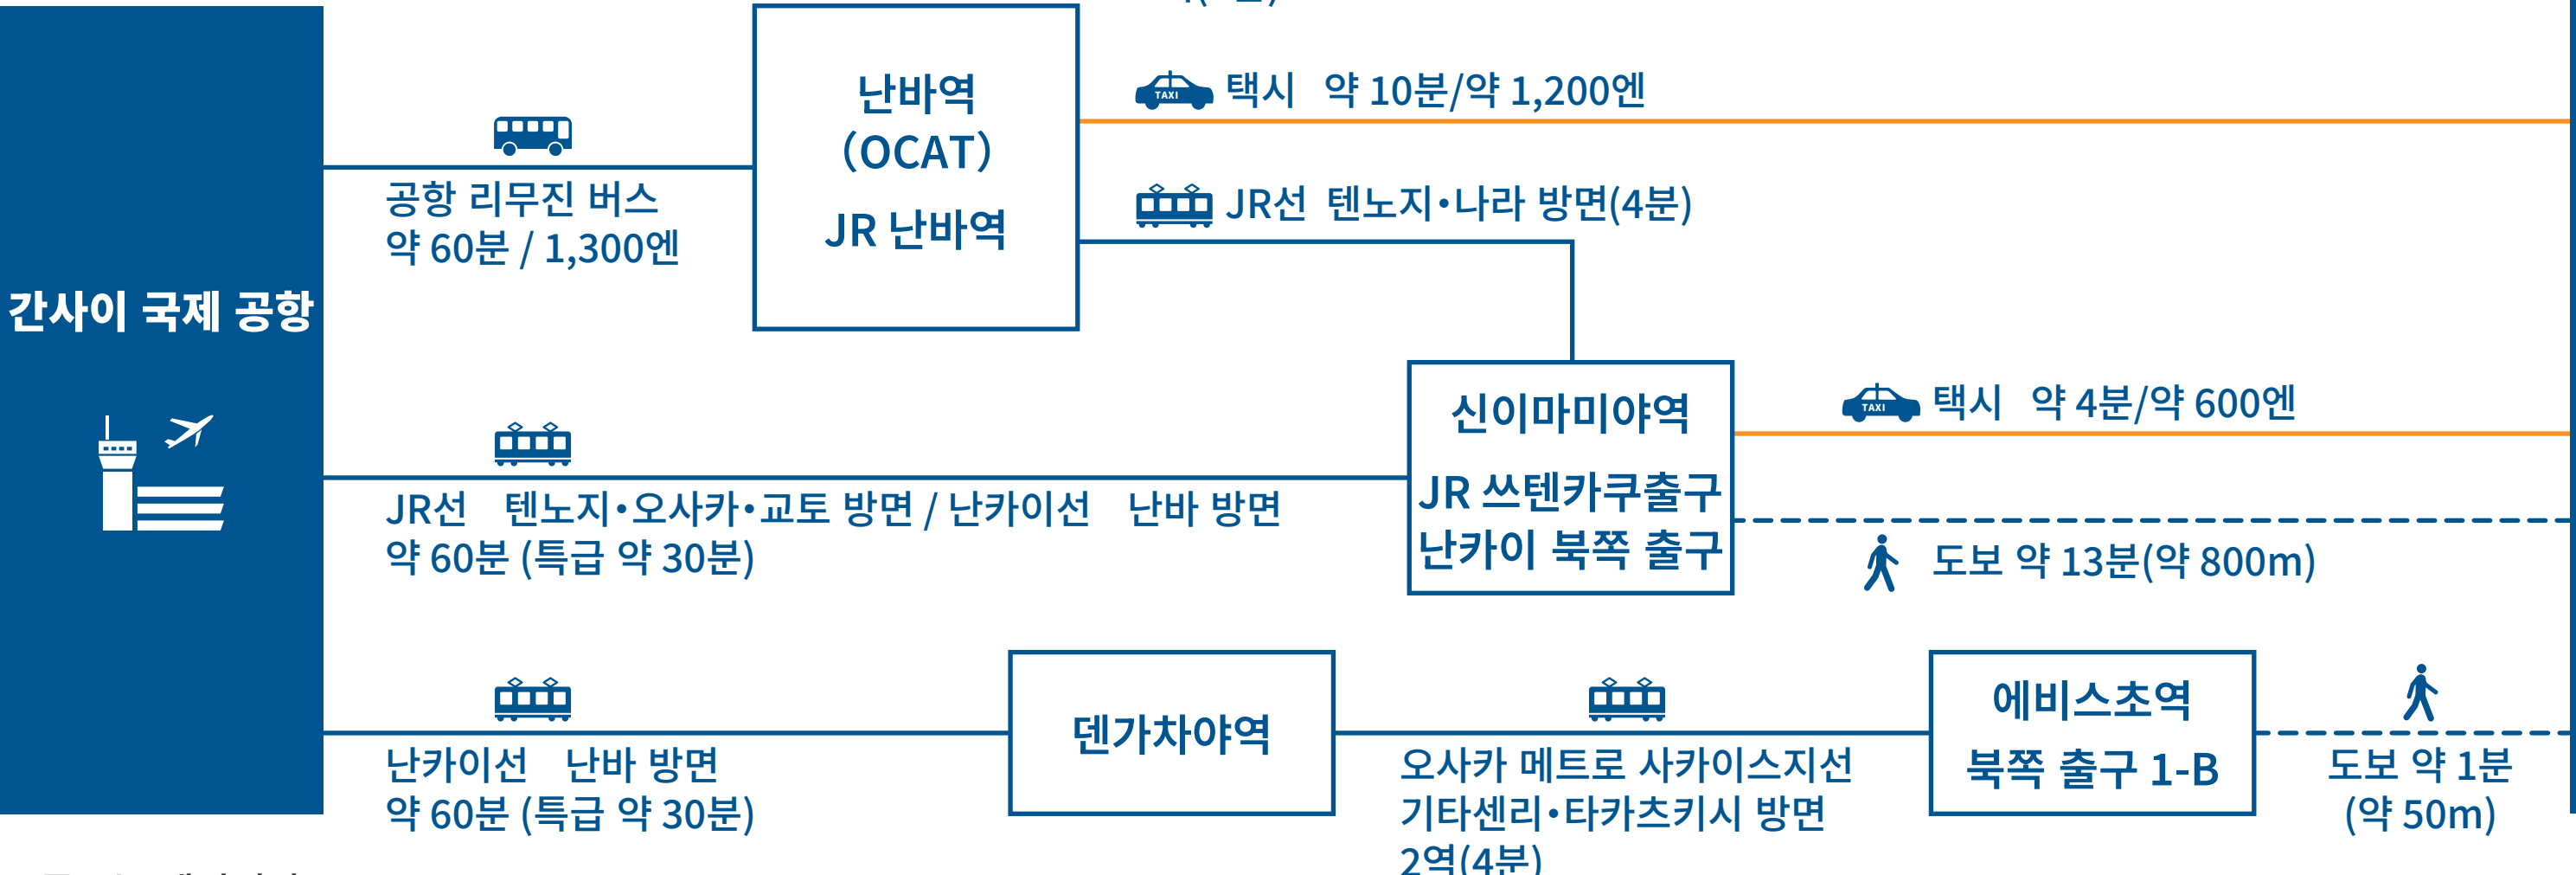 간사이 국제 공항
공항 리무진 버스
약 60분 / 1,300엔
난바역
(OCAT)
JR 난바역
TAXI
택시 약 10분/약 1,200엔
JR선 텐노지•나라 방면(4분)
JR선 텐노지•오사카•교토 방면 / 난카이선 난바 방면
약 60분 (특급 약 30분)
신이마미야역
JR 쓰텐카쿠출구
난카이 북쪽 출구
TAXI
택시 약 4분/약 600엔
도보 약 13분(약 800m)
난카이선 난바 방면
약 60분 (특급 약 30분)
덴가차야역
오사카 메트로 사카이스지선
기타센리•타카츠키시 방면
2역(4분)
에비스초역
북쪽 출구 1-B
도보 약 1분
(약 50m)